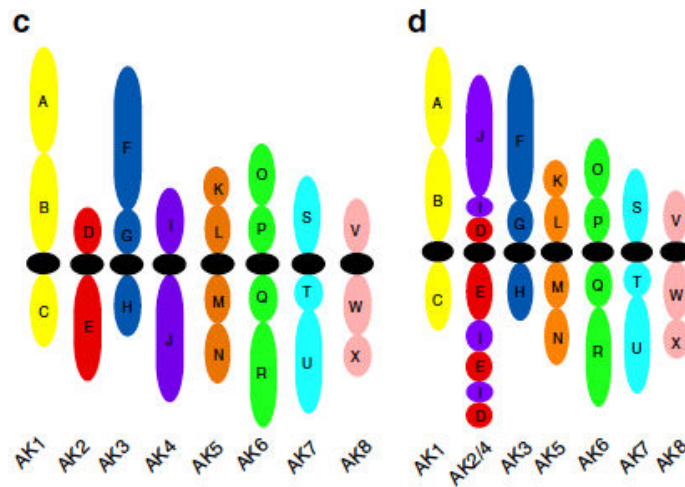 c
A
B
C
D
E
F
G
H
I
J
K
L
M
N
O
P
Q
R
S
T
U
V
W
X
AK1
AK2
AK3
AK4
AK5
AK6
AK7
AK8
d
A
B
C
J
I
D
E
I
E
I
D
F
G
H
K
L
M
N
O
P
Q
R
S
T
U
V
W
X
AK1
AK2/4
AK3
AK5
AK6
AK7
AK8